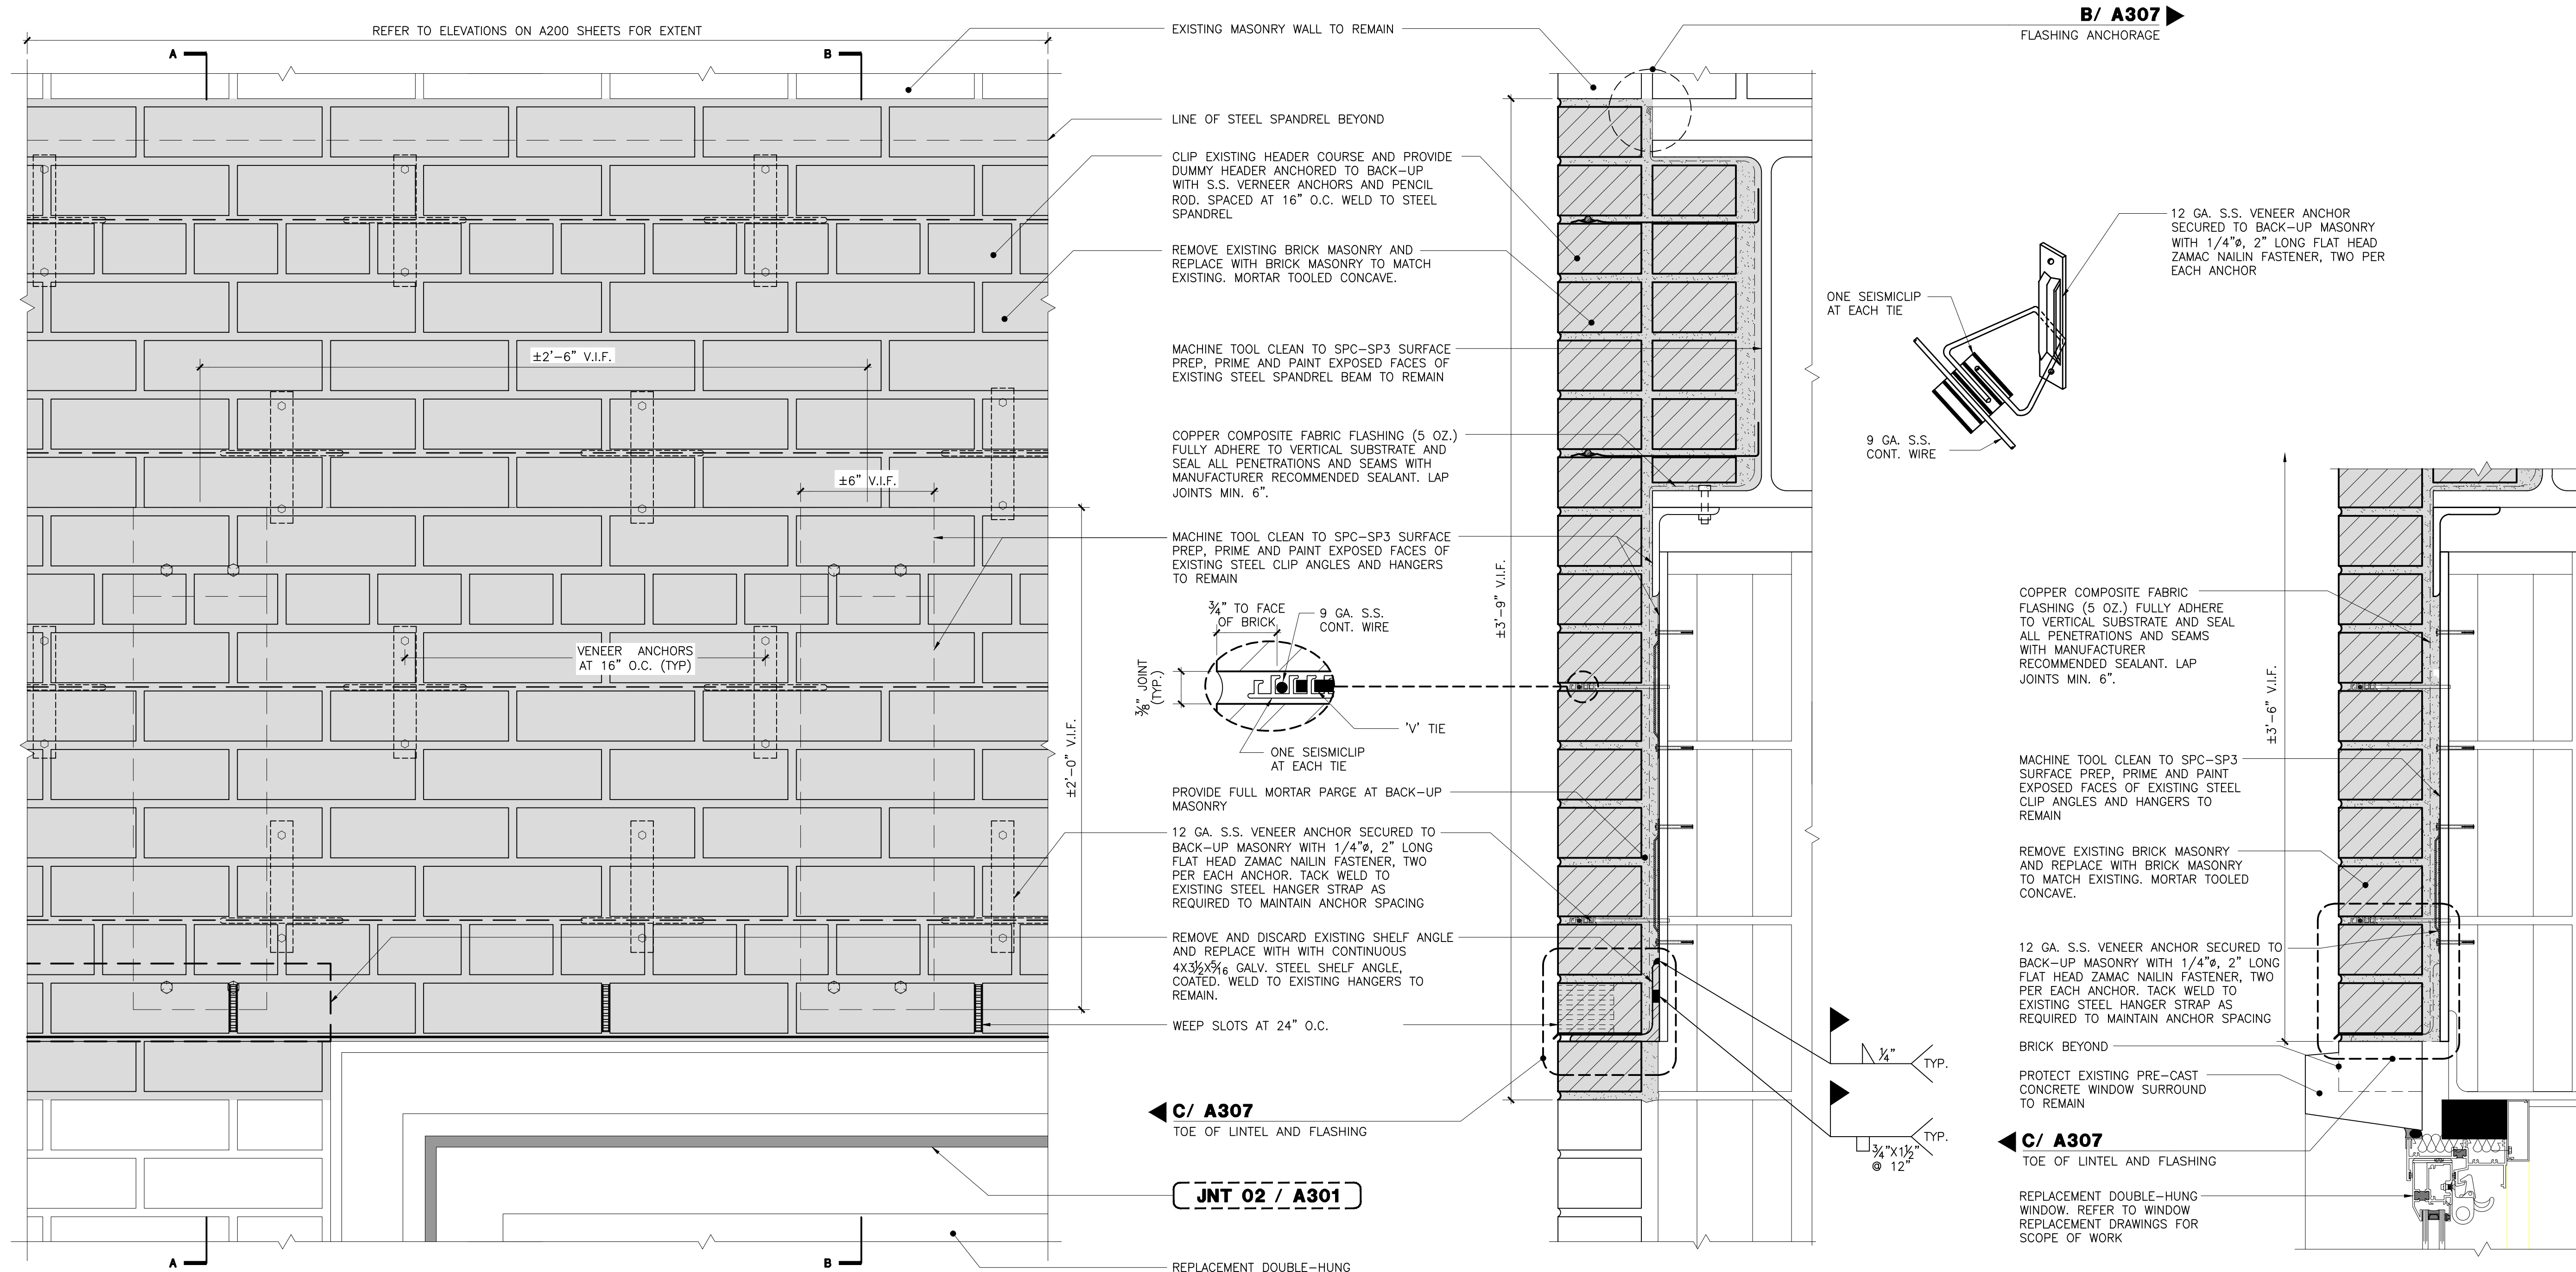 REFER TO ELEVATIONS ON A200 SHEETS FOR EXTENT
A
B
±2'-6" V.I.F.
±6" V.I.F.
VENEER ANCHORS
AT 16" O.C. (TYP)
±2'-0" V.I.F.
A
B
EXISTING MASONRY WALL TO REMAIN
LINE OF STEEL SPANDREL BEYOND
CLIP EXISTING HEADER COURSE AND PROVIDE
DUMMY HEADER ANCHORED TO BACK-UP
WITH S.S. VERNEER ANCHORS AND PENCIL
ROD. SPACED AT 16" O.C. WELD TO STEEL
SPANDREL
REMOVE EXISTING BRICK MASONRY AND
REPLACE WITH BRICK MASONRY TO MATCH
EXISTING. MORTAR TOOLED CONCAVE.
MACHINE TOOL CLEAN TO SPC-SP3 SURFACE
PREP, PRIME AND PAINT EXPOSED FACES OF
EXISTING STEEL SPANDREL BEAM TO REMAIN
COPPER COMPOSITE FABRIC FLASHING (5 OZ.)
FULLY ADHERE TO VERTICAL SUBSTRATE AND
SEAL ALL PENETRATIONS AND SEAMS WITH
MANUFACTURER RECOMMENDED SEALANT. LAP
JOINTS MIN. 6".
MACHINE TOOL CLEAN TO SPC-SP3 SURFACE
PREP, PRIME AND PAINT EXPOSED FACES OF
EXISTING STEEL CLIP ANGLES AND HANGERS
TO REMAIN
¾" TO FACE
OF BRICK
9 GA. S.S.
CONT. WIRE
⅜" JOINT
(TYP.)
'V' TIE
ONE SEISMICLIP
AT EACH TIE
PROVIDE FULL MORTAR PARGE AT BACK-UP
MASONRY
12 GA. S.S. VENEER ANCHOR SECURED TO
BACK-UP MASONRY WITH 1/4"ø, 2" LONG
FLAT HEAD ZAMAC NAILIN FASTENER, TWO
PER EACH ANCHOR. TACK WELD TO
EXISTING STEEL HANGER STRAP AS
REQUIRED TO MAINTAIN ANCHOR SPACING
REMOVE AND DISCARD EXISTING SHELF ANGLE
AND REPLACE WITH WITH CONTINUOUS
4X3½X5⁄16 GALV. STEEL SHELF ANGLE,
COATED. WELD TO EXISTING HANGERS TO
REMAIN.
WEEP SLOTS AT 24" O.C.
C/ A307
TOE OF LINTEL AND FLASHING
JNT 02 / A301
REPLACEMENT DOUBLE-HUNG
±3'-9" V.I.F.
¼"
TYP.
TYP.
¾"X1½"
@ 12"
B/ A307
FLASHING ANCHORAGE
12 GA. S.S. VENEER ANCHOR
SECURED TO BACK-UP MASONRY
WITH 1/4"ø, 2" LONG FLAT HEAD
ZAMAC NAILIN FASTENER, TWO PER
EACH ANCHOR
ONE SEISMICLIP
AT EACH TIE
9 GA. S.S.
CONT. WIRE
COPPER COMPOSITE FABRIC
FLASHING (5 OZ.) FULLY ADHERE
TO VERTICAL SUBSTRATE AND SEAL
ALL PENETRATIONS AND SEAMS
WITH MANUFACTURER
RECOMMENDED SEALANT. LAP
JOINTS MIN. 6".
±3'-6" V.I.F.
MACHINE TOOL CLEAN TO SPC-SP3
SURFACE PREP, PRIME AND PAINT
EXPOSED FACES OF EXISTING STEEL
CLIP ANGLES AND HANGERS TO
REMAIN
REMOVE EXISTING BRICK MASONRY
AND REPLACE WITH BRICK MASONRY
TO MATCH EXISTING. MORTAR TOOLED
CONCAVE.
12 GA. S.S. VENEER ANCHOR SECURED TO
BACK-UP MASONRY WITH 1/4"ø, 2" LONG
FLAT HEAD ZAMAC NAILIN FASTENER, TWO
PER EACH ANCHOR. TACK WELD TO
EXISTING STEEL HANGER STRAP AS
REQUIRED TO MAINTAIN ANCHOR SPACING
BRICK BEYOND
PROTECT EXISTING PRE-CAST
CONCRETE WINDOW SURROUND
TO REMAIN
C/ A307
TOE OF LINTEL AND FLASHING
REPLACEMENT DOUBLE-HUNG
WINDOW. REFER TO WINDOW
REPLACEMENT DRAWINGS FOR
SCOPE OF WORK